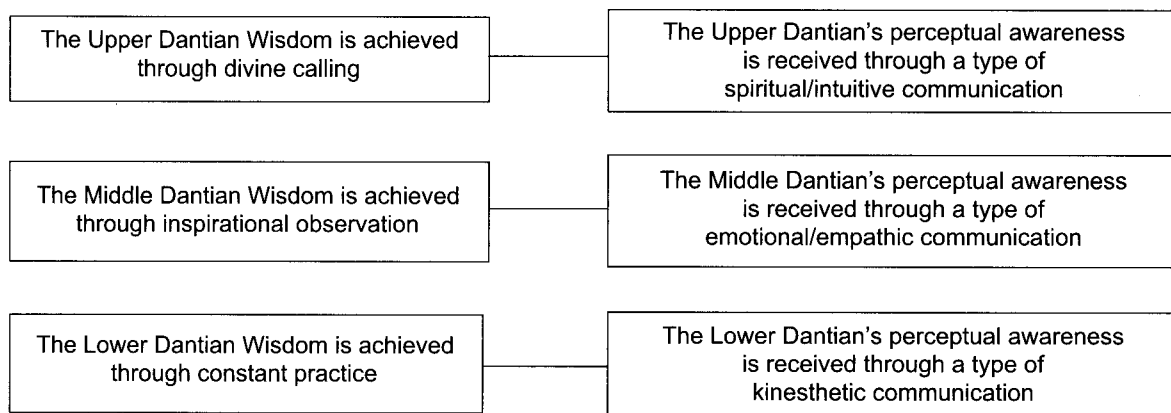 The Upper Dantian Wisdom is achieved
through divine calling
The Upper Dantian's perceptual awareness
is received through a type of
spiritual/intuitive communication
The Middle Dantian Wisdom is achieved
through inspirational observation
The Middle Dantian's perceptual awareness
is received through a type of
emotional/empathic communication
The Lower Dantian Wisdom is achieved
through constant practice
The Lower Dantian's perceptual awareness
is received through a type of
kinesthetic communication